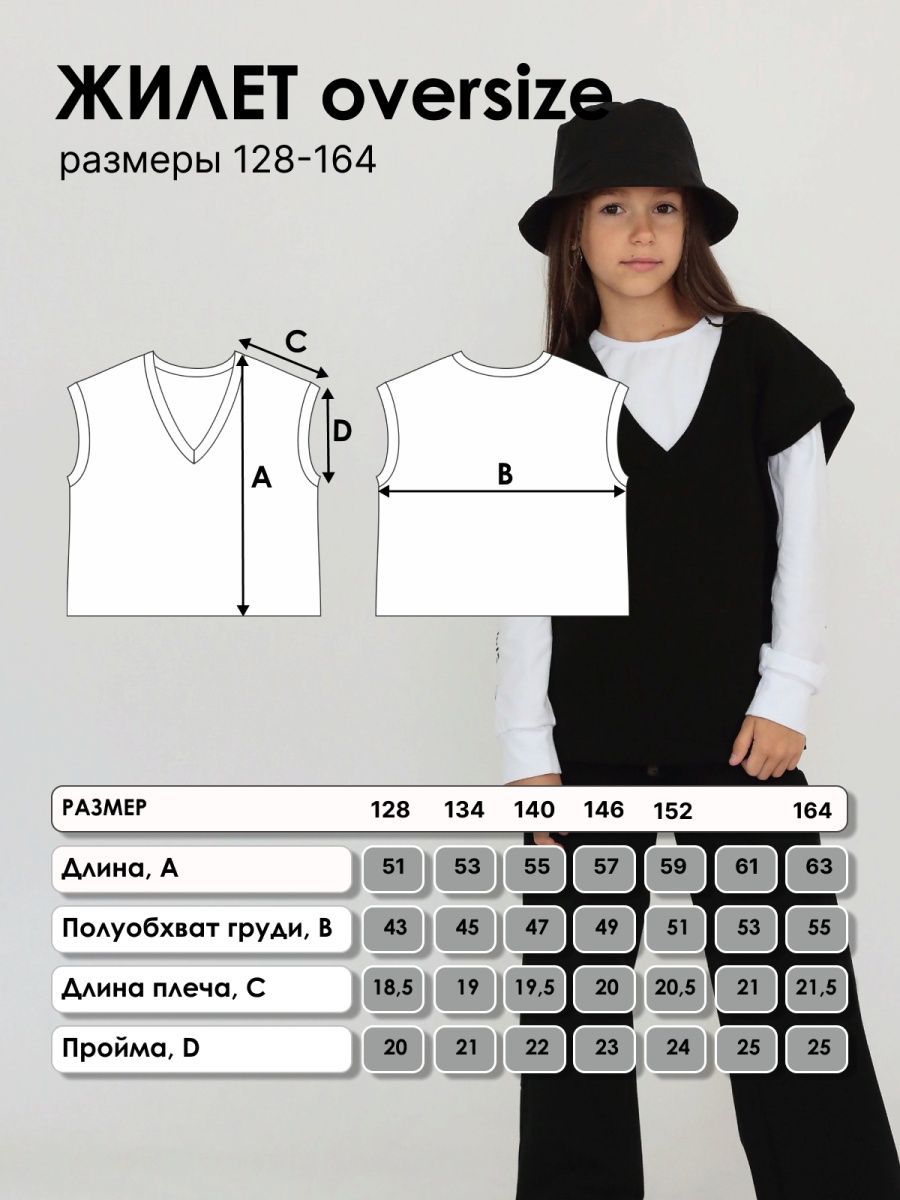 ЖИЛЕТ oversize
размеры 128-164
C
D
A
B
РАЗМЕР 128 134 140 146 152 164
Длина, А 51 53 55 57 59 61 63
Полуобхват груди, В 43 45 47 49 51 53 55
Длина плеча, С 18,5 19 19,5 20 20,5 21 21,5
Пройма, D 20 21 22 23 24 25 25